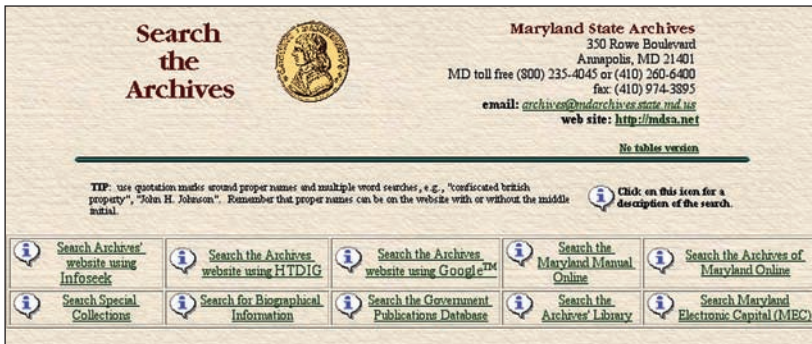 Search
the
Archives
Maryland State Archives
350 Rowe Boulevard
Annapolis, MD 21401
MD toll free (800) 235-4045 or (410) 260-6400
fax: (410) 974-3895
email: archives@mdarchives.state.md.us
web site: http://mdsa.net
No tables version
TIP: use quotation marks around proper names and multiple word searches, e.g., "confiscated british
property", "John H. Johnson". Remember that proper names can be on the website with or without the middle
initial.
Click on this icon for a
description of the search.
Search Archives'
website using
Infoseek
Search the Archives
website using HTDIG
Search the Archives
website using Google™
Search the
Maryland Manual
Online
Search the Archives of
Maryland Online
Search Special
Collections
Search for Biographical
Information
Search the Government
Publications Database
Search the
Archives' Library
Search Maryland
Electronic Capital (MEC)